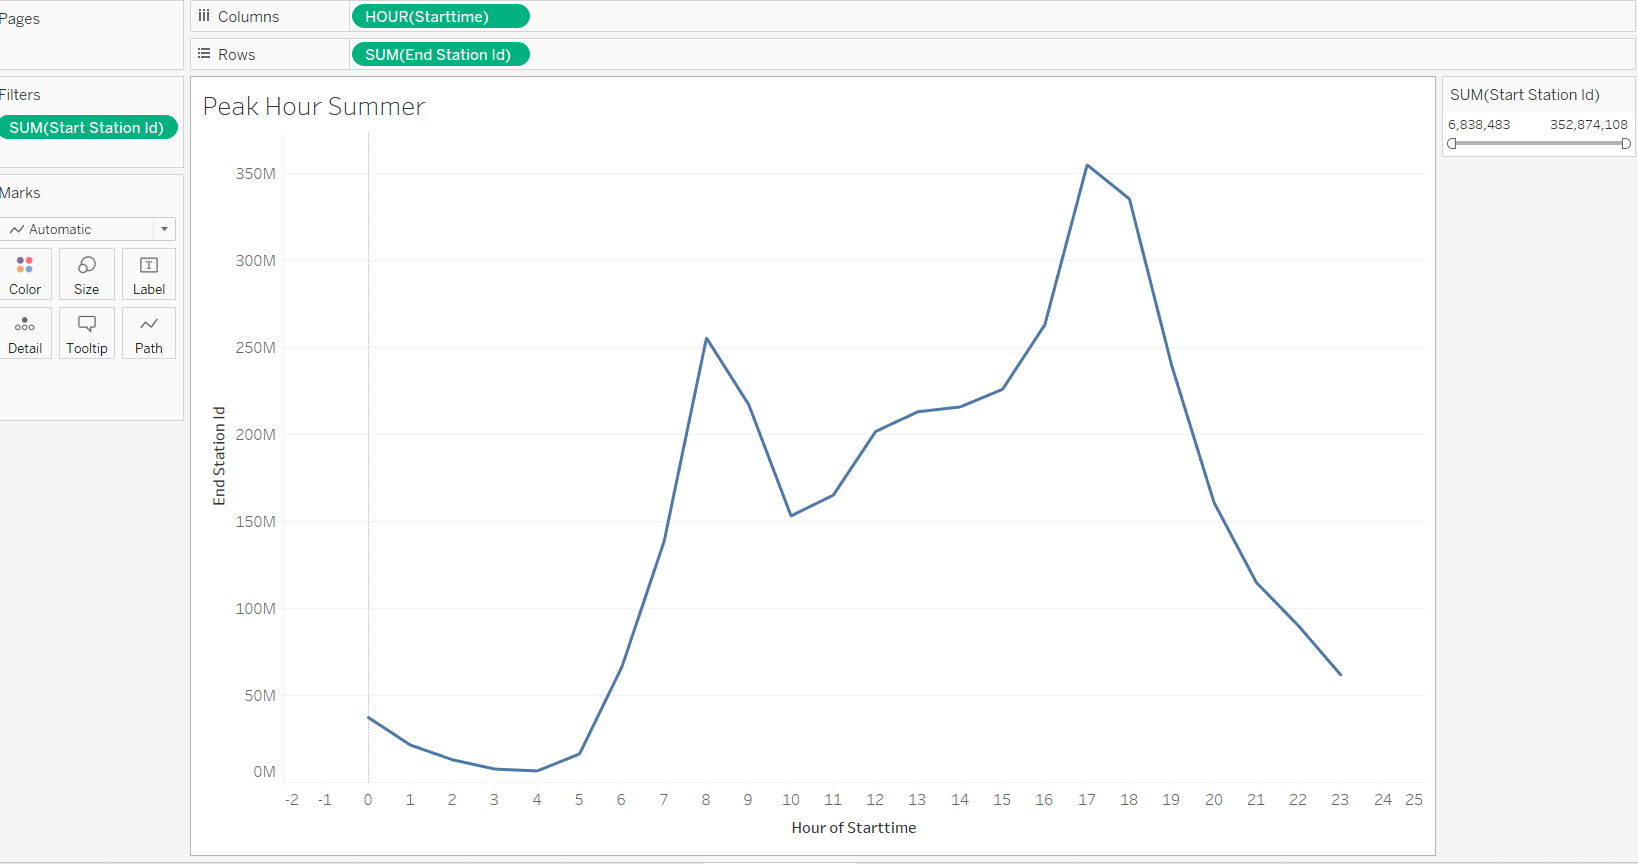 Pages
Columns
HOUR(Starttime)
Rows
SUM(End Station Id)
Filters
SUM(Start Station Id)
Marks
Automatic
Color
Size
Label
Detail
Tooltip
Path
Peak Hour Summer
350M
300M
250M
200M
150M
100M
50M
0M
End Station Id
-2 -1 0 1 2 3 4 5 6 7 8 9 10 11 12 13 14 15 16 17 18 19 20 21 22 23 24 25
Hour of Starttime
SUM(Start Station Id)
6,838,483 352,874,108